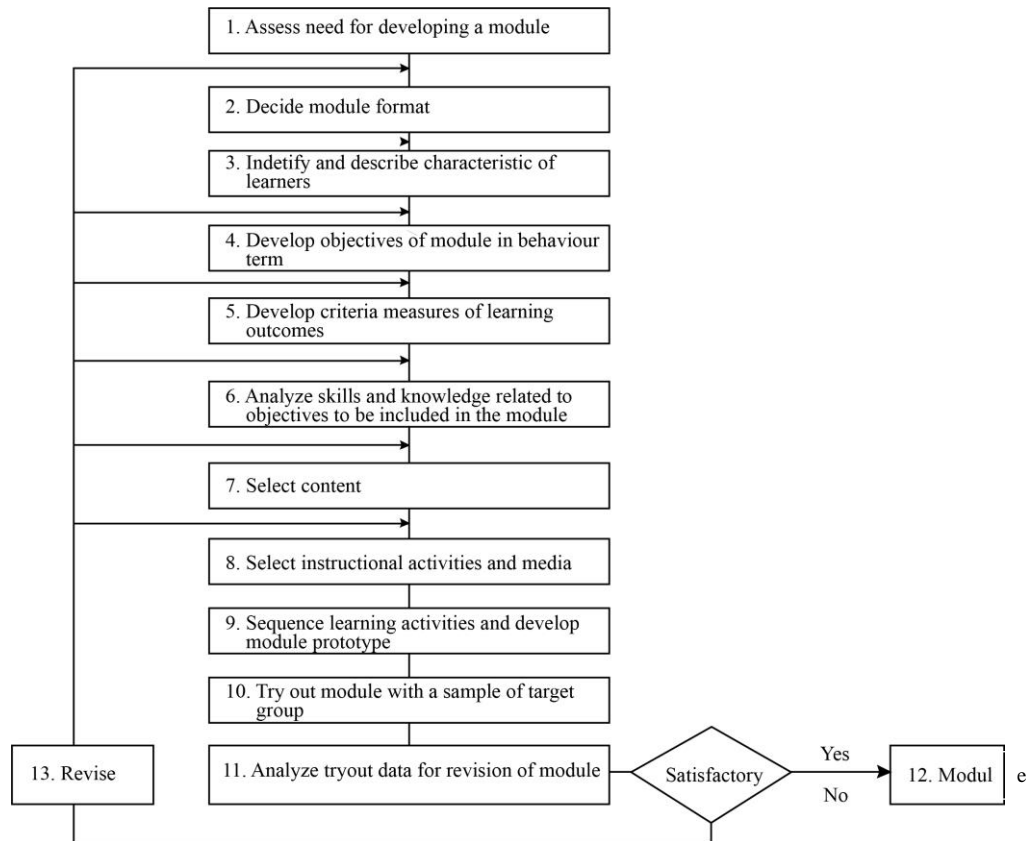 1. Assess need for developing a module
2. Decide module format
3. Indetify and describe characteristic of
learners
4. Develop objectives of module in behaviour
term
5. Develop criteria measures of learning
outcomes
6. Analyze skills and knowledge related to
objectives to be included in the module
7. Select content
8. Select instructional activities and media
9. Sequence learning activities and develop
module prototype
10. Try out module with a sample of target
group
13. Revise
11. Analyze tryout data for revision of module
Satisfactory
Yes
No
12. Modul e